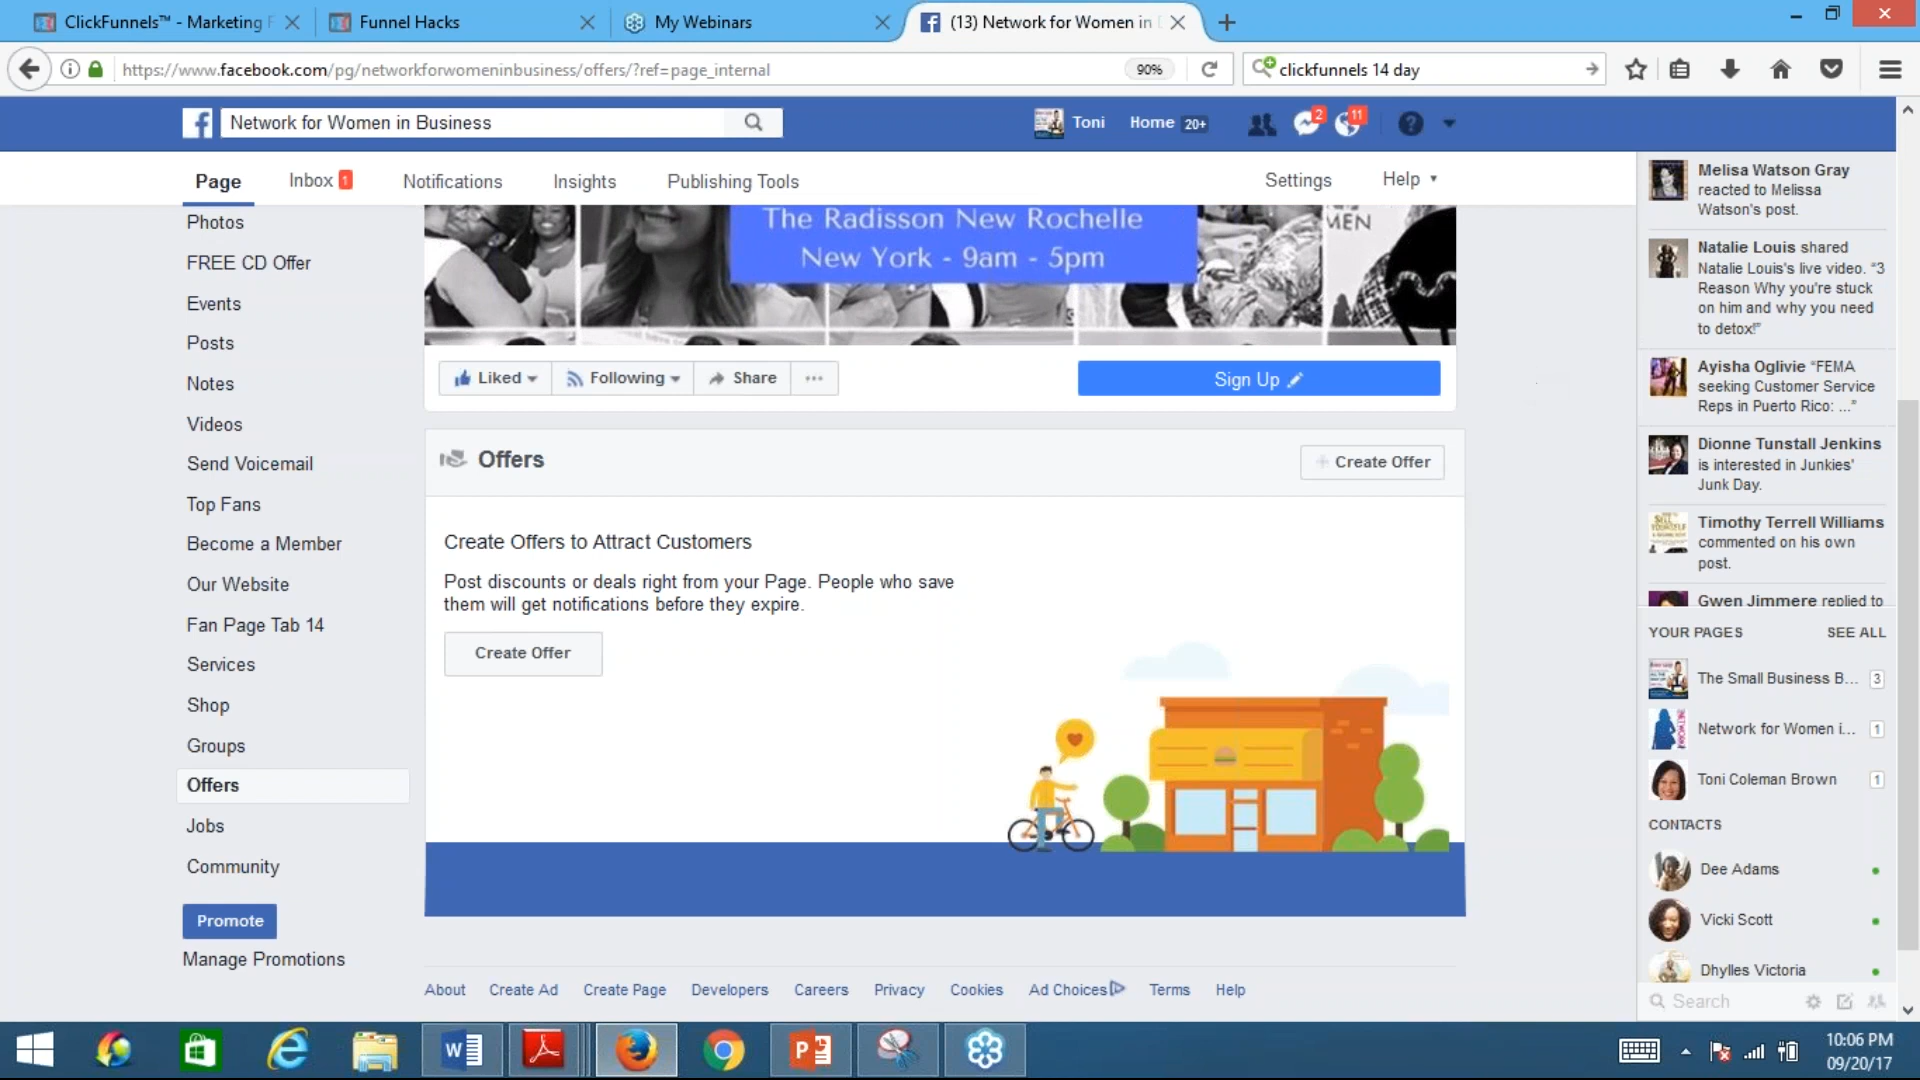 ClickFunnels™ - Marketing F
Funnel Hacks
My Webinars
(13) Network for Women in B
https://www.facebook.com/pg/networkforwomeninbusiness/offers/?ref=page_internal
90%
clickfunnels 14 day
Network for Women in Business
Toni
Home 20+
2
11
Page
Inbox 1
Notifications
Insights
Publishing Tools
Settings
Help
Photos
FREE CD Offer
Events
Posts
Notes
Videos
Send Voicemail
Top Fans
Become a Member
Our Website
Fan Page Tab 14
Services
Shop
Groups
Offers
Jobs
Community
Promote
Manage Promotions
The Radisson New Rochelle
New York - 9am - 5pm
MEN
Liked
Following
Share
Sign Up
Offers
+ Create Offer
Create Offers to Attract Customers
Post discounts or deals right from your Page. People who save
them will get notifications before they expire.
Create Offer
About
Create Ad
Create Page
Developers
Careers
Privacy
Cookies
Ad Choices
Terms
Help
Melisa Watson Gray
reacted to Melissa
Watson's post.
Natalie Louis shared
Natalie Louis's live video. “3
Reason Why you're stuck
on him and why you need
to detox!”
Ayisha Oglivie “FEMA
seeking Customer Service
Reps in Puerto Rico: ...”
Dionne Tunstall Jenkins
is interested in Junkies'
Junk Day.
Timothy Terrell Williams
commented on his own
post.
Gwen Jimmere replied to
YOUR PAGES
SEE ALL
The Small Business B... 3
Network for Women i... 1
Toni Coleman Brown 1
CONTACTS
Dee Adams
Vicki Scott
Dhylles Victoria
Search
10:06 PM
09/20/17